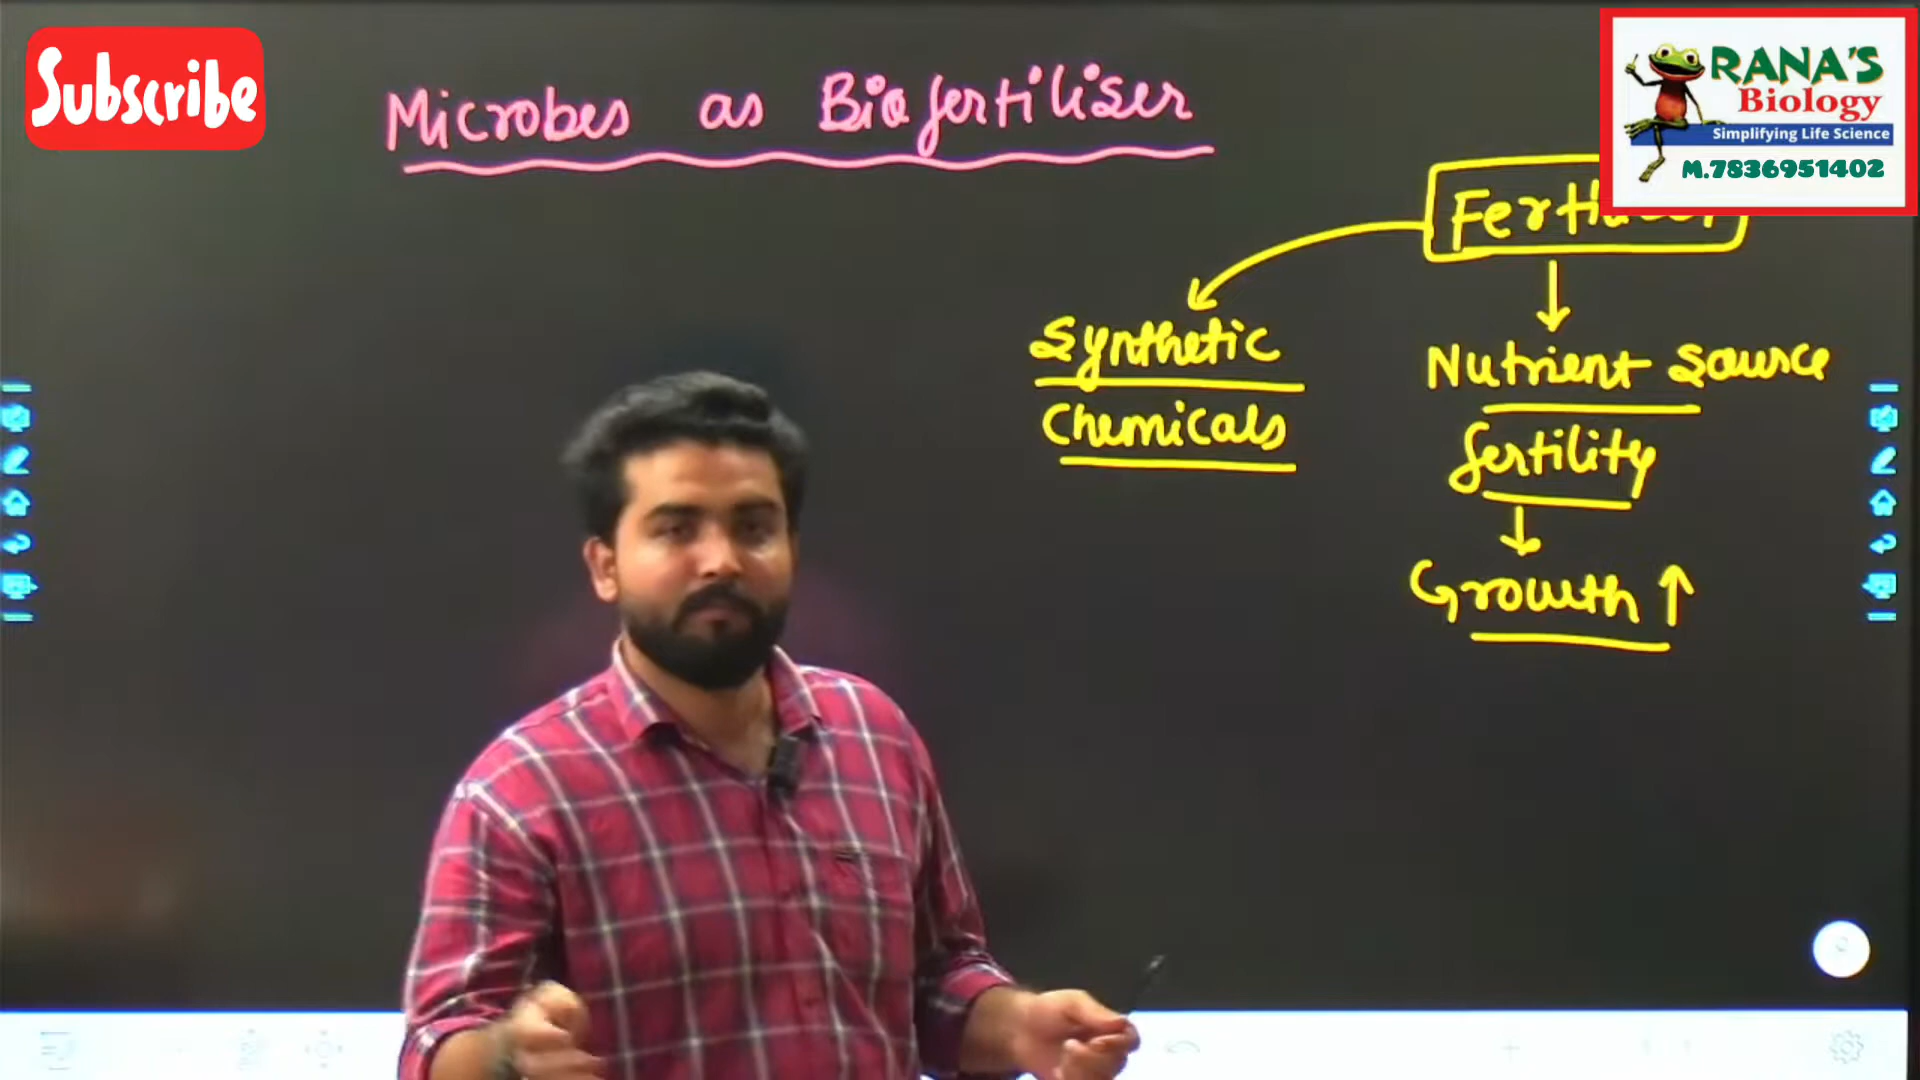 Subscribe
Microbes as Biofertiliser
RANA'S
Biology
Simplifying Life Science
M.7836951402
Synthetic
Chemicals
Nutrient Source
fertility
Growth ↑